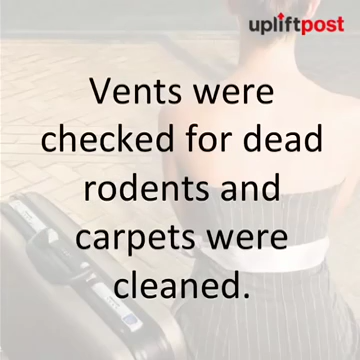 upliftpost
Vents were
checked for dead
rodents and
carpets were
cleaned.